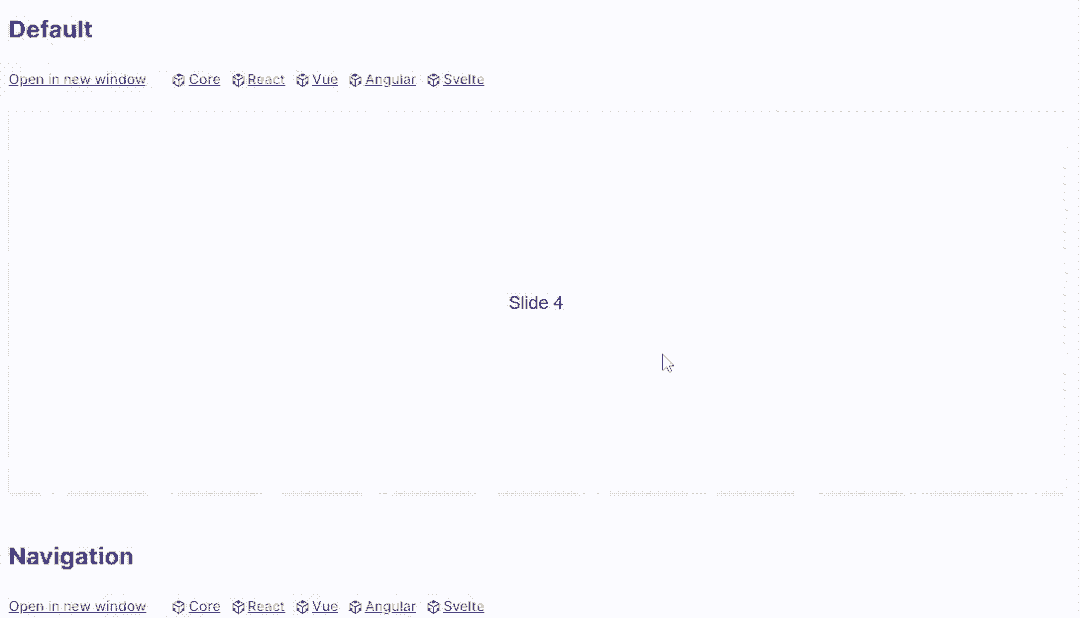 Default
Open in new window Core React Vue Angular Svelte
Slide 4
Navigation
Open in new window Core React Vue Angular Svelte